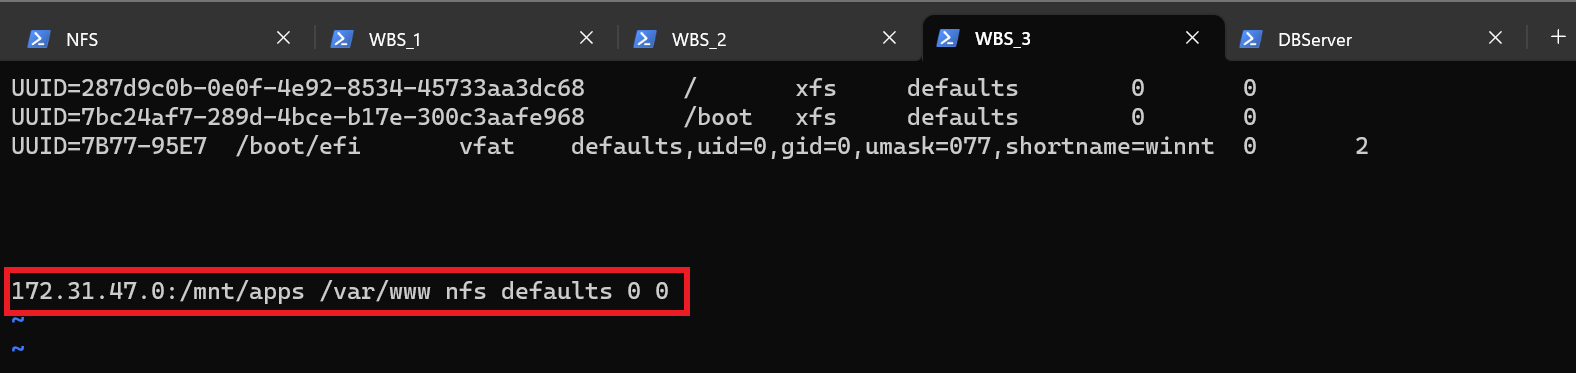 NFS WBS_1 WBS_2 WBS_3 DBServer
UUID=287d9c0b-0e0f-4e92-8534-45733aa3dc68 / xfs defaults 0 0
UUID=7bc24af7-289d-4bce-b17e-300c3aafe968 /boot xfs defaults 0 0
UUID=7B77-95E7 /boot/efi vfat defaults,uid=0,gid=0,umask=077,shortname=winnt 0 2
172.31.47.0:/mnt/apps /var/www nfs defaults 0 0
~
~